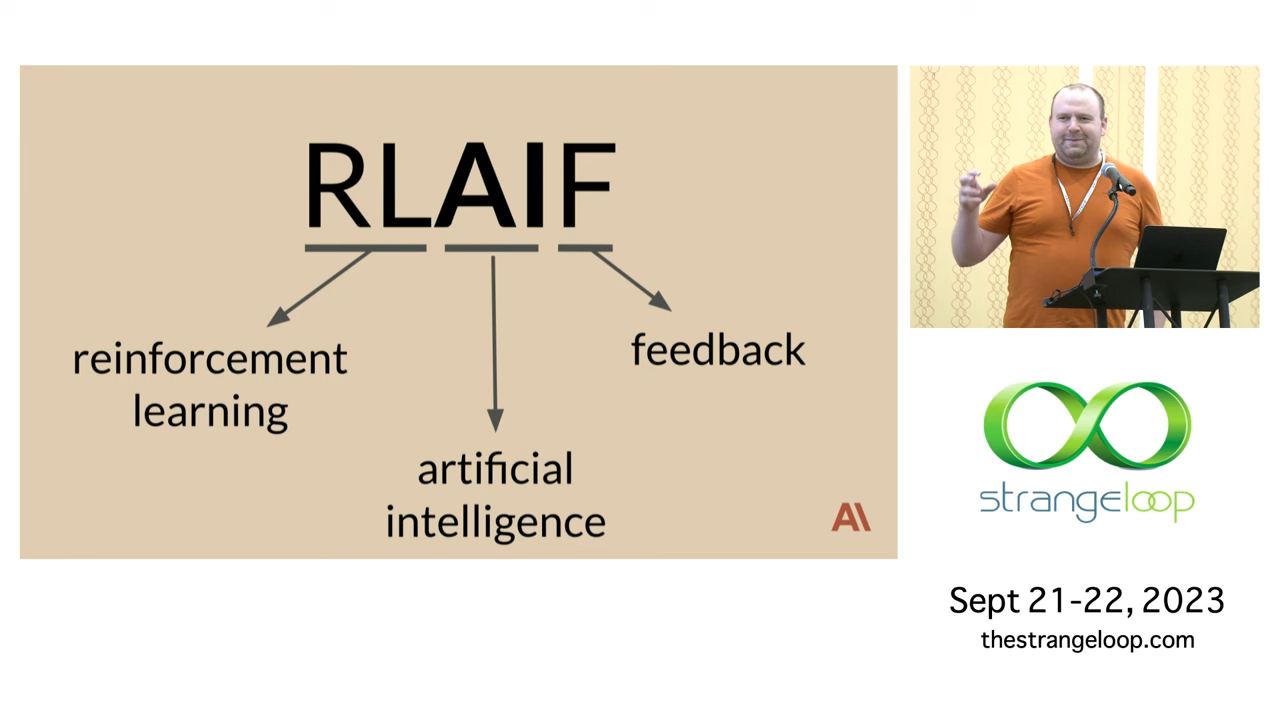 RLAIF
reinforcement
learning
artificial
intelligence
feedback
AI
strangeloop
Sept 21-22, 2023
thestrangeloop.com